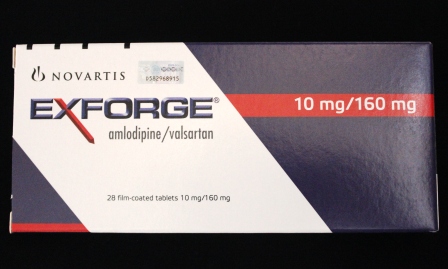 NOVARTIS
0582968915
EXFORGE®
10 mg/160 mg
amlodipine/valsartan
28 film-coated tablets 10 mg/160 mg